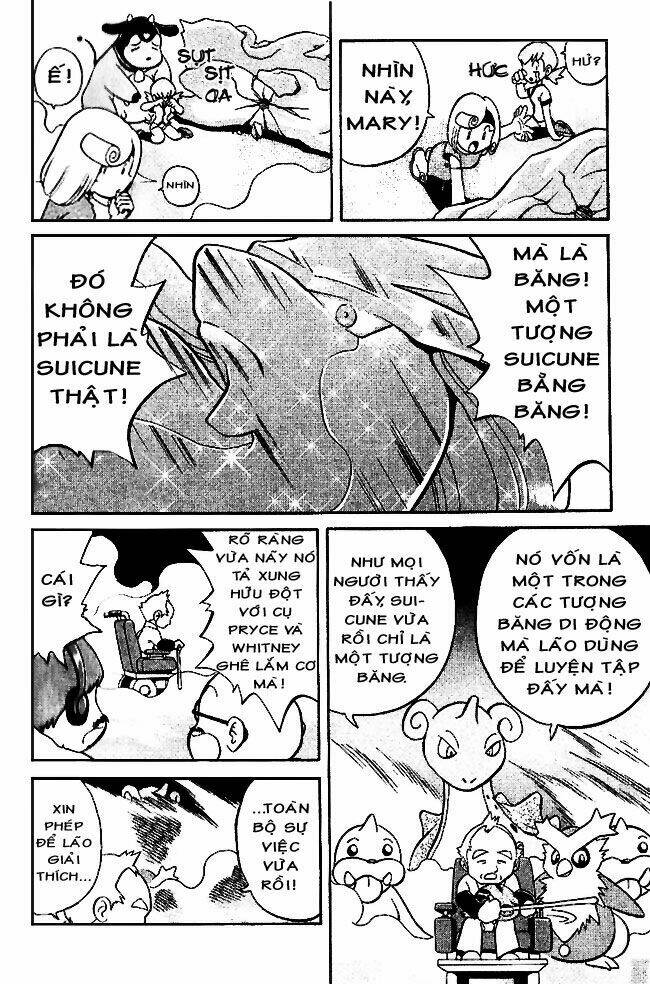 HỨC
HỬ?
NHÌN
NÀY,
MARY!
SỤT
SỊT
Ế!
NHÌN
MÀ LÀ
BĂNG!
MỘT
TƯỢNG
SUICUNE
BẰNG
BĂNG!
ĐÓ
KHÔNG
PHẢI LÀ
SUICUNE
THẬT!
RÕ RÀNG
VỪA NÃY NÓ
TẢ XUNG
HỮU ĐỘT
VỚI CỤ
PRYCE VÀ
WHITNEY
GHÊ LẮM CƠ
MÀ!
CÁI
GÌ?
...TOÀN
BỘ SỰ
VIỆC VỪA
RỒI!
XIN
PHÉP
ĐỂ LÃO
GIẢI
THÍCH...
NÓ VỐN LÀ
MỘT TRONG
CÁC TƯỢNG
BĂNG DI ĐỘNG
MÀ LÃO DÙNG
ĐỂ LUYỆN TẬP
ĐẤY MÀ!
NHƯ MỌI
NGƯỜI THẤY
ĐẤY, SUI-
CUNE VỪA
RỒI CHỈ LÀ
MỘT TƯỢNG
BĂNG.